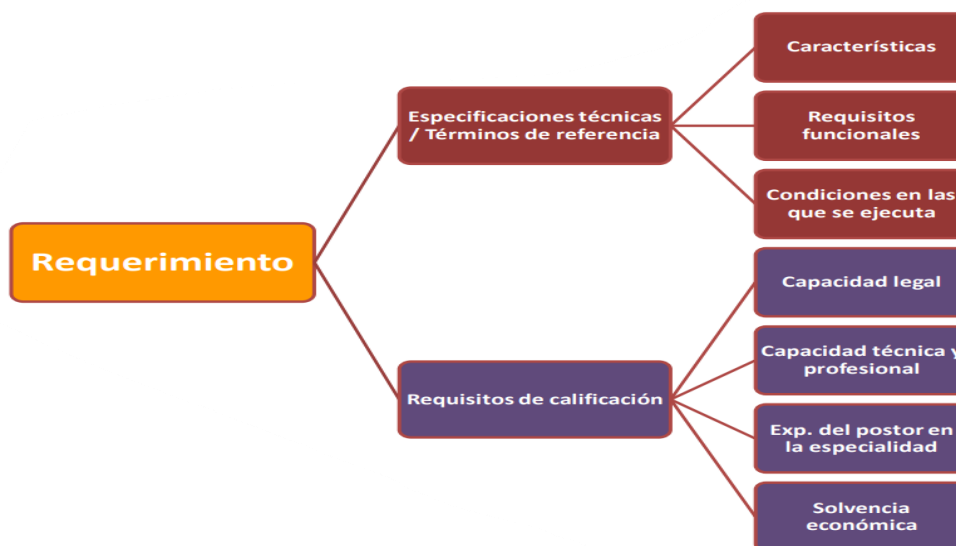 Requerimiento
Especificaciones técnicas
/ Términos de referencia
Características
Requisitos
funcionales
Condiciones en las
que se ejecuta
Requisitos de calificación
Capacidad legal
Capacidad técnica y
profesional
Exp. del postor en
la especialidad
Solvencia
económica